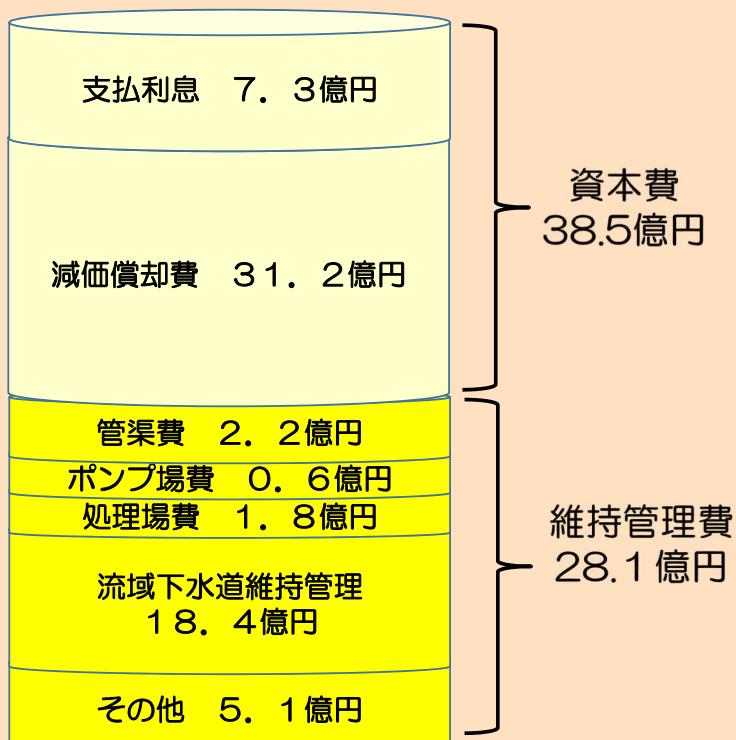 支払利息　７．３億円
減価償却費　３１．２億円
資本費
38.5億円
管渠費　２．２億円
ポンプ場費　０．６億円
処理場費　１．８億円
流域下水道維持管理
１８．４億円
その他　５．１億円
維持管理費
28.1億円